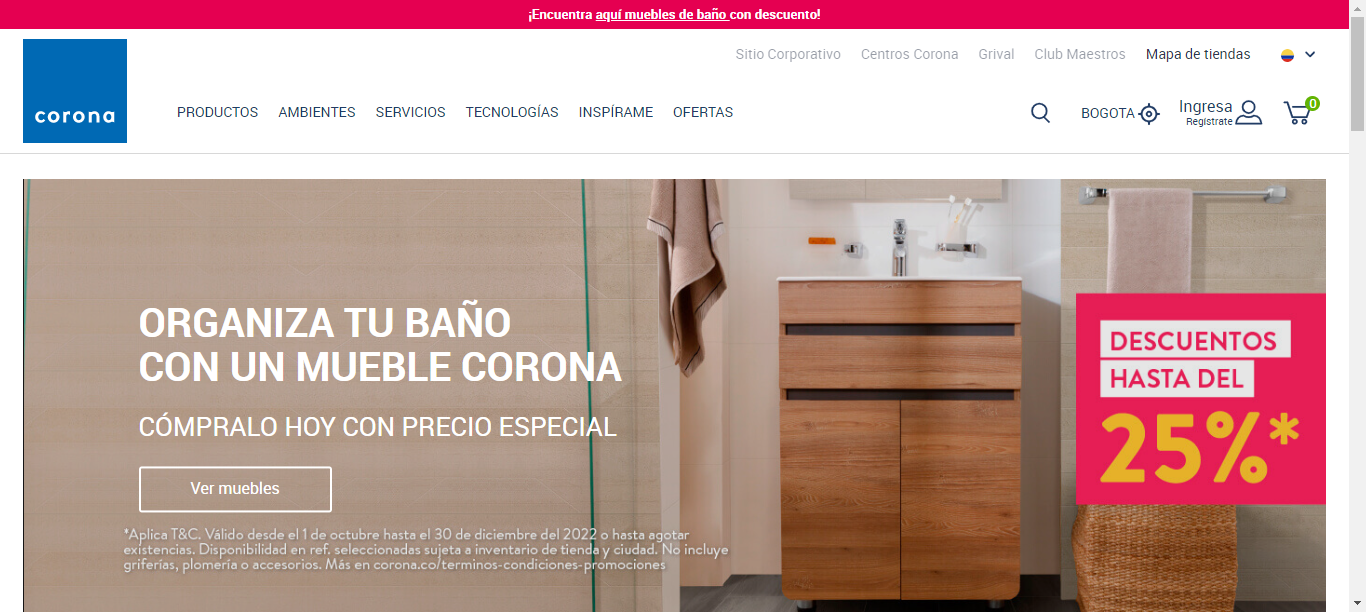 ¡Encuentra aquí muebles de baño con descuento!
Sitio Corporativo Centros Corona Grival Club Maestros Mapa de tiendas
corona
PRODUCTOS AMBIENTES SERVICIOS TECNOLOGÍAS INSPÍRAME OFERTAS
BOGOTA
Ingresa
Regístrate
0
ORGANIZA TU BAÑO
CON UN MUEBLE CORONA
CÓMPRALO HOY CON PRECIO ESPECIAL
Ver muebles
*Aplica T&C. Válido desde el 1 de octubre hasta el 30 de diciembre del 2022 o hasta agotar
existencias. Disponibilidad en ref. seleccionadas sujeta a inventario de tienda y ciudad. No incluye
griferías, plomería o accesorios. Más en corona.co/terminos-condiciones-promociones
DESCUENTOS
HASTA DEL
25%*